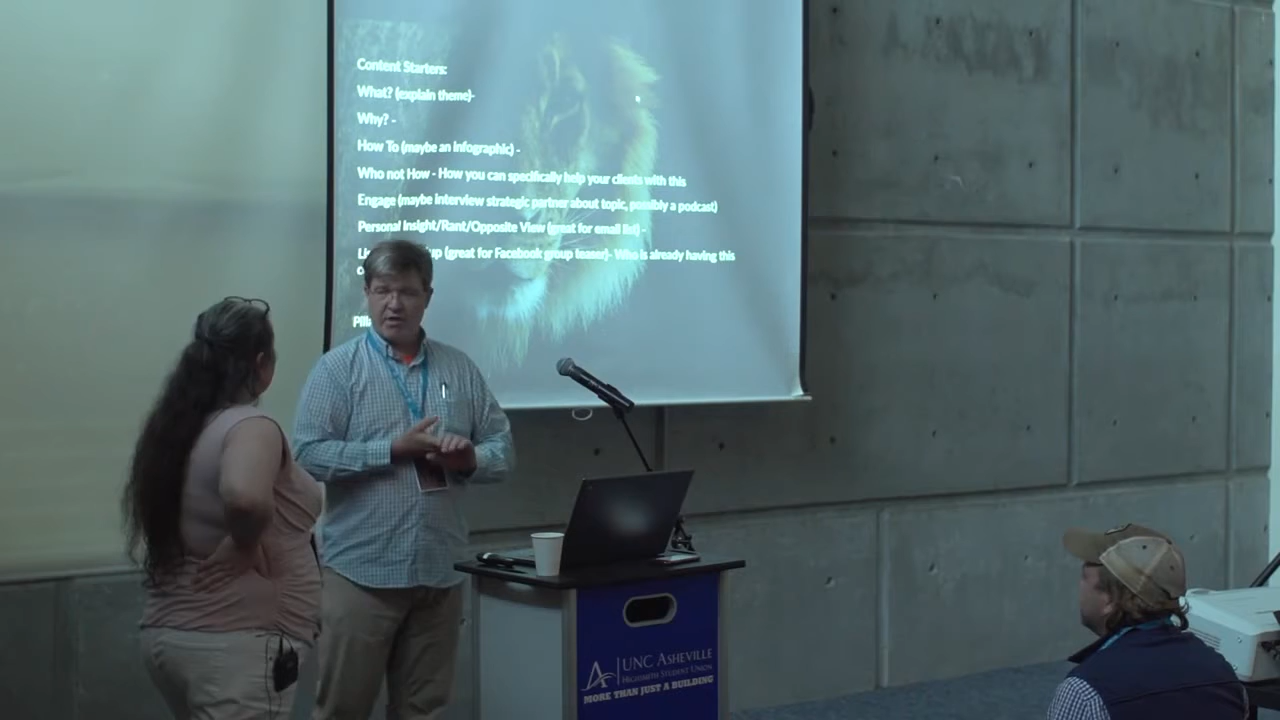 Content Starters:
What? (explain theme)-
Why? -
How To (maybe an infographic) -
Who not How - How you can specifically help your clients with this
Engage (maybe interview strategic partner about topic, possibly a podcast)
Personal Insight/Rant/Opposite View (great for email list) -
(great for Facebook group teaser)- Who is already having this
UNC ASHEVILLE
HIGHSMITH STUDENT UNION
MORE THAN JUST A BUILDING